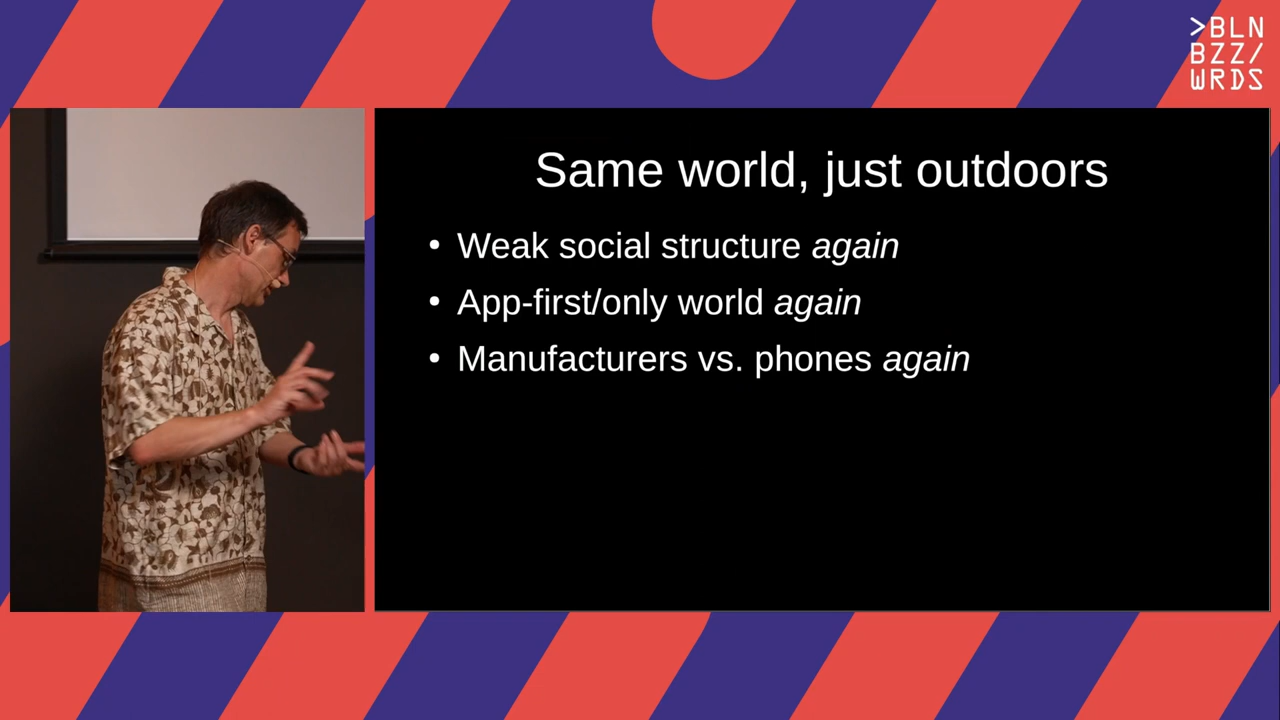 >BLN
BZZ/
WRDS
Same world, just outdoors
• Weak social structure again
• App-first/only world again
• Manufacturers vs. phones again